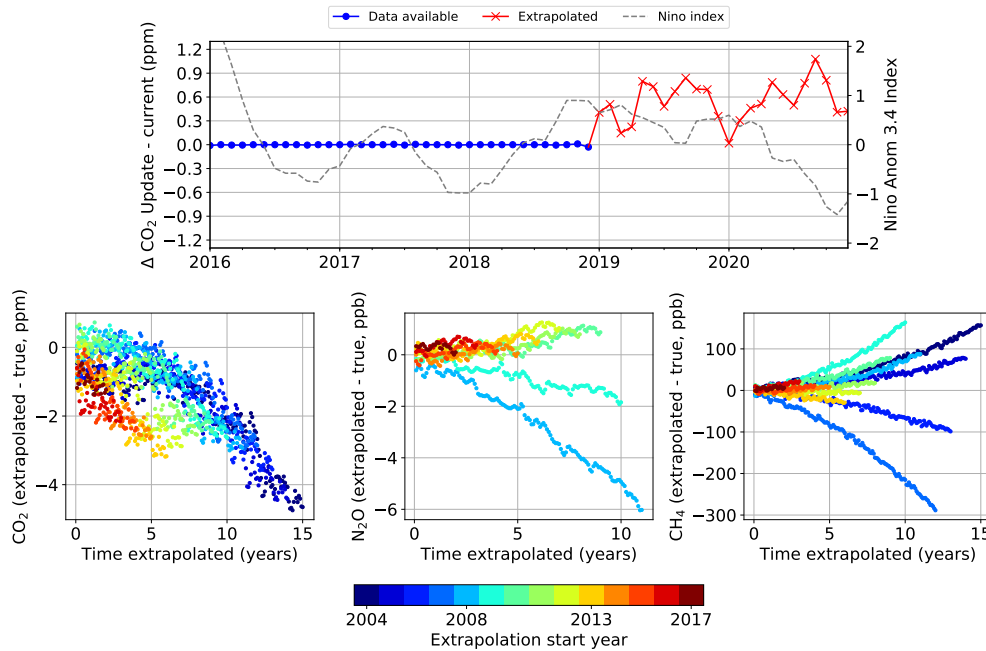 Data available
Extrapolated
Nino index
Δ CO₂ Update - current (ppm)
1.2
0.9
0.6
0.3
0.0
−0.3
−0.6
−0.9
−1.2
2
1
0
−1
−2
Nino Anom 3.4 Index
2016 2017 2018 2019 2020
CO₂ (extrapolated - true, ppm)
0
−2
−4
0 5 10 15
Time extrapolated (years)
N₂O (extrapolated - true, ppb)
0
−2
−4
−6
0 5 10
Time extrapolated (years)
CH₄ (extrapolated - true, ppb)
100
0
−100
−200
−300
0 5 10 15
Time extrapolated (years)
2004 2008 2013 2017
Extrapolation start year